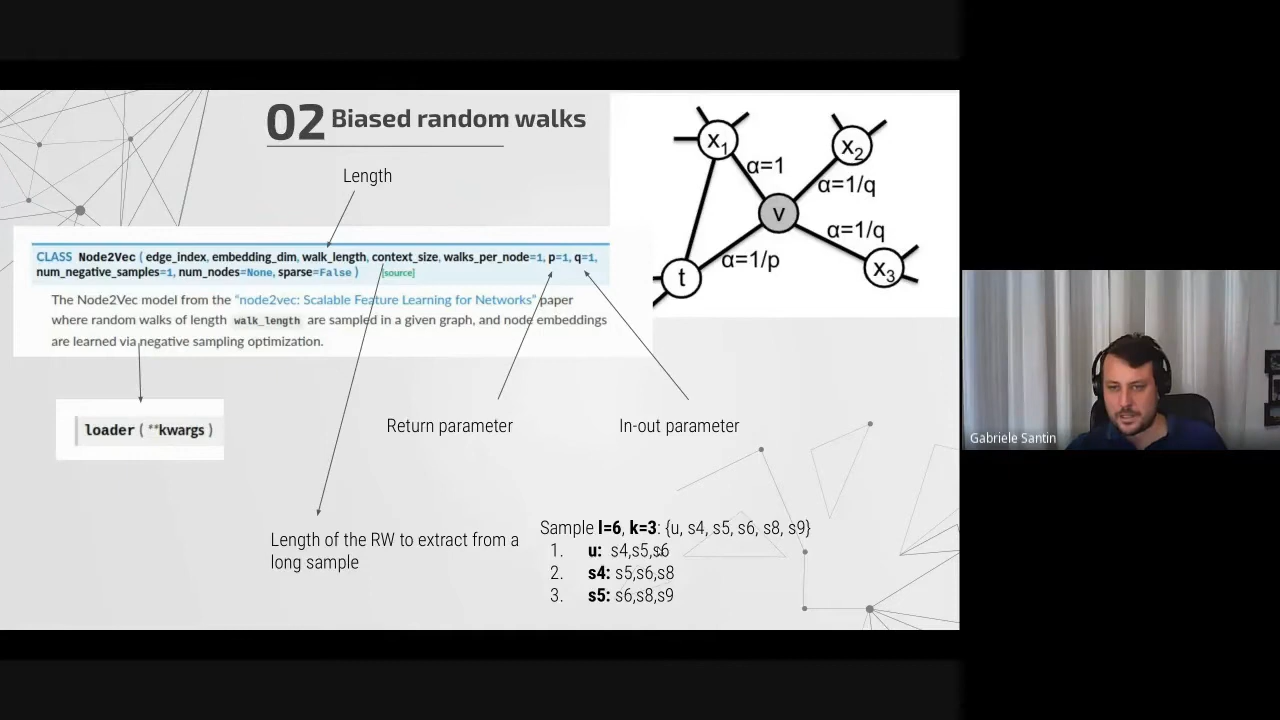 02 Biased random walks
Length
CLASS Node2Vec ( edge_index, embedding_dim, walk_length, context_size, walks_per_node=1, p=1, q=1,
num_negative_samples=1, num_nodes=None, sparse=False ) [source]
The Node2Vec model from the "node2vec: Scalable Feature Learning for Networks" paper
where random walks of length walk_length are sampled in a given graph, and node embeddings
are learned via negative sampling optimization.
loader ( **kwargs )
x1
x2
α=1
α=1/q
v
α=1/q
α=1/p
t
x3
Return parameter
In-out parameter
Length of the RW to extract from a
long sample
Sample l=6, k=3: {u, s4, s5, s6, s8, s9}
1. u: s4,s5,s6
2. s4: s5,s6,s8
3. s5: s6,s8,s9
Gabriele Santin